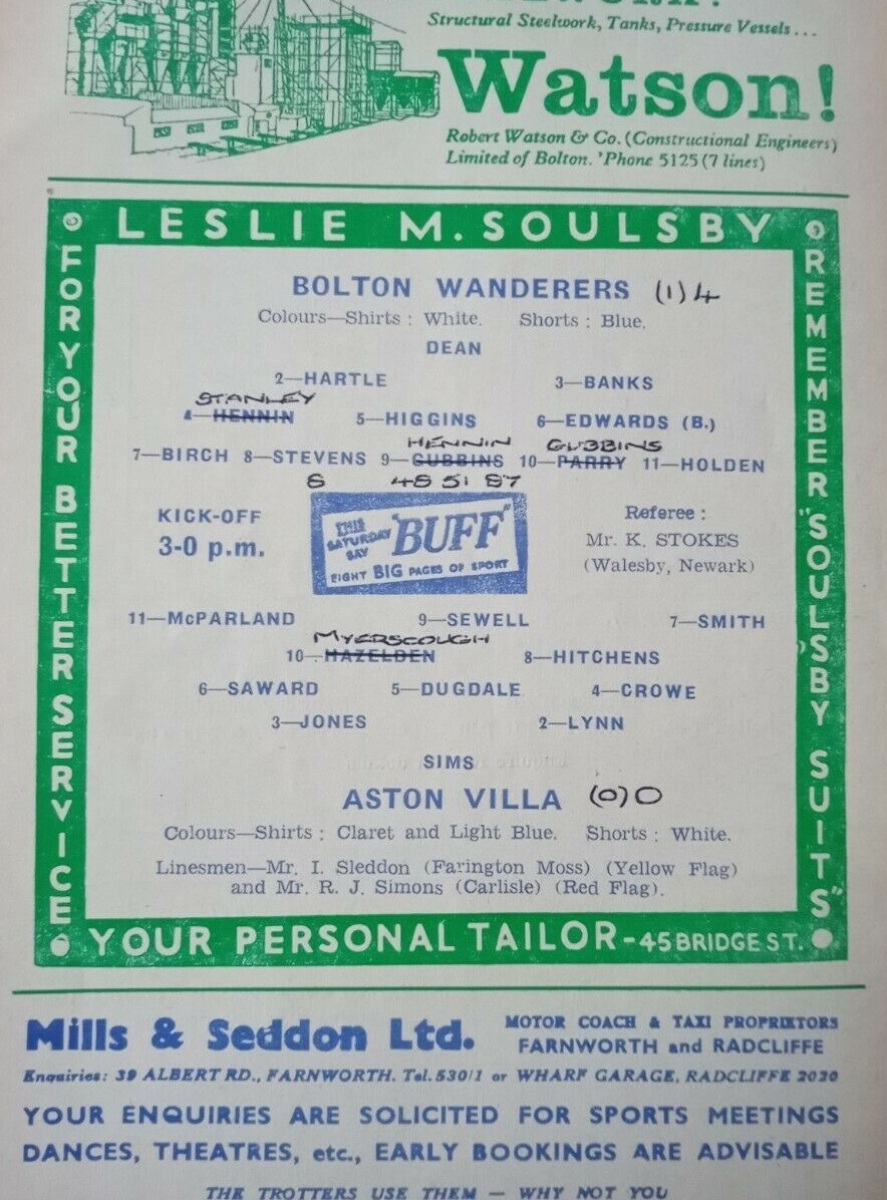 Structural Steelwork, Tanks, Pressure Vessels...
Watson!
Robert Watson & Co. (Constructional Engineers)
Limited of Bolton. 'Phone 5125 (7 lines)
LESLIE M. SOULSBY
FOR YOUR BETTER SERVICE
REMEMBER "SOULSBY SUITS"
BOLTON WANDERERS (1) 4
Colours—Shirts : White. Shorts : Blue.
DEAN
2—HARTLE 3—BANKS
STANLEY
4—HENNIN 5—HIGGINS 6—EDWARDS (B.)
HENNIN GUBBINS
7—BIRCH 8—STEVENS 9—GUBBINS 10—PARRY 11—HOLDEN
8 48 51 87
KICK-OFF
3-0 p.m.
THIS SATURDAY BUY "BUFF"
EIGHT BIG PAGES OF SPORT
Referee :
Mr. K. STOKES
(Walesby, Newark)
11—McPARLAND 9—SEWELL 7—SMITH
MYERSCOUGH
10—HAZELDEN 8—HITCHENS
6—SAWARD 5—DUGDALE 4—CROWE
3—JONES 2—LYNN
SIMS
ASTON VILLA (0) 0
Colours—Shirts : Claret and Light Blue. Shorts : White.
Linesmen—Mr. I. Sleddon (Farington Moss) (Yellow Flag)
and Mr. R. J. Simons (Carlisle) (Red Flag).
YOUR PERSONAL TAILOR - 45 BRIDGE ST.
Mills & Seddon Ltd.
MOTOR COACH & TAXI PROPRIETORS
FARNWORTH and RADCLIFFE
Enquiries: 39 ALBERT RD., FARNWORTH. Tel. 530/1 or WHARF GARAGE, RADCLIFFE 2020
YOUR ENQUIRIES ARE SOLICITED FOR SPORTS MEETINGS
DANCES, THEATRES, etc., EARLY BOOKINGS ARE ADVISABLE
THE TROTTERS USE THEM — WHY NOT YOU